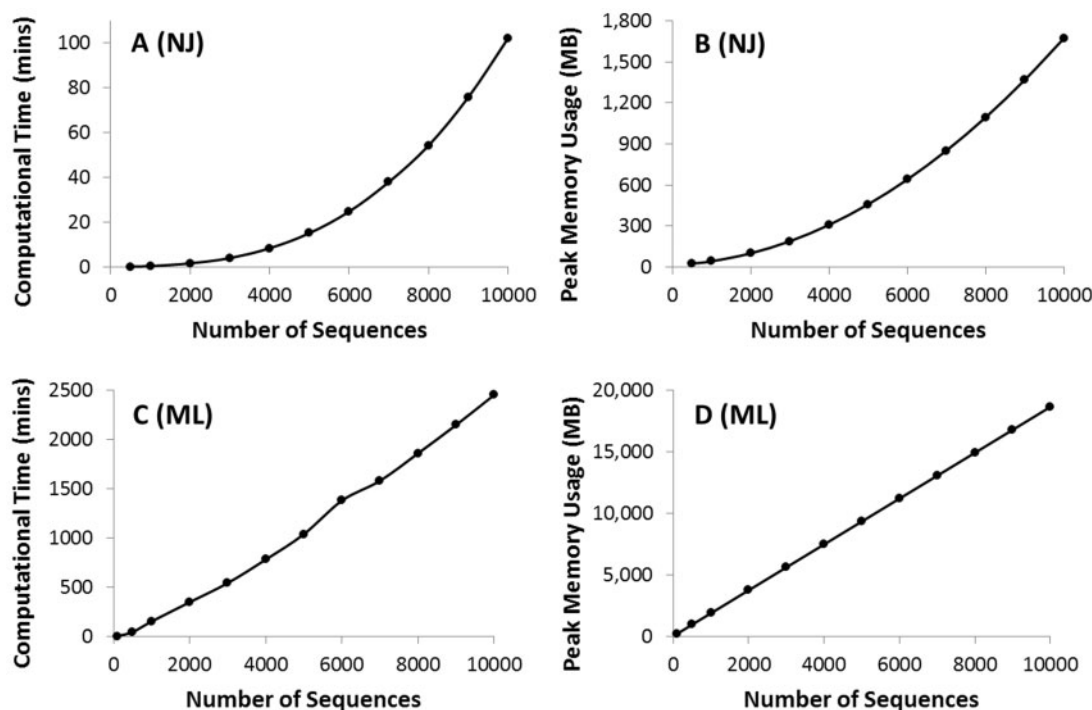 A (NJ)
Computational Time (mins)
100
80
60
40
20
0
0 2000 4000 6000 8000 10000
Number of Sequences
B (NJ)
Peak Memory Usage (MB)
1,800
1,500
1,200
900
600
300
0
0 2000 4000 6000 8000 10000
Number of Sequences
C (ML)
Computational Time (mins)
2500
2000
1500
1000
500
0
0 2000 4000 6000 8000 10000
Number of Sequences
D (ML)
Peak Memory Usage (MB)
20,000
15,000
10,000
5,000
0
0 2000 4000 6000 8000 10000
Number of Sequences